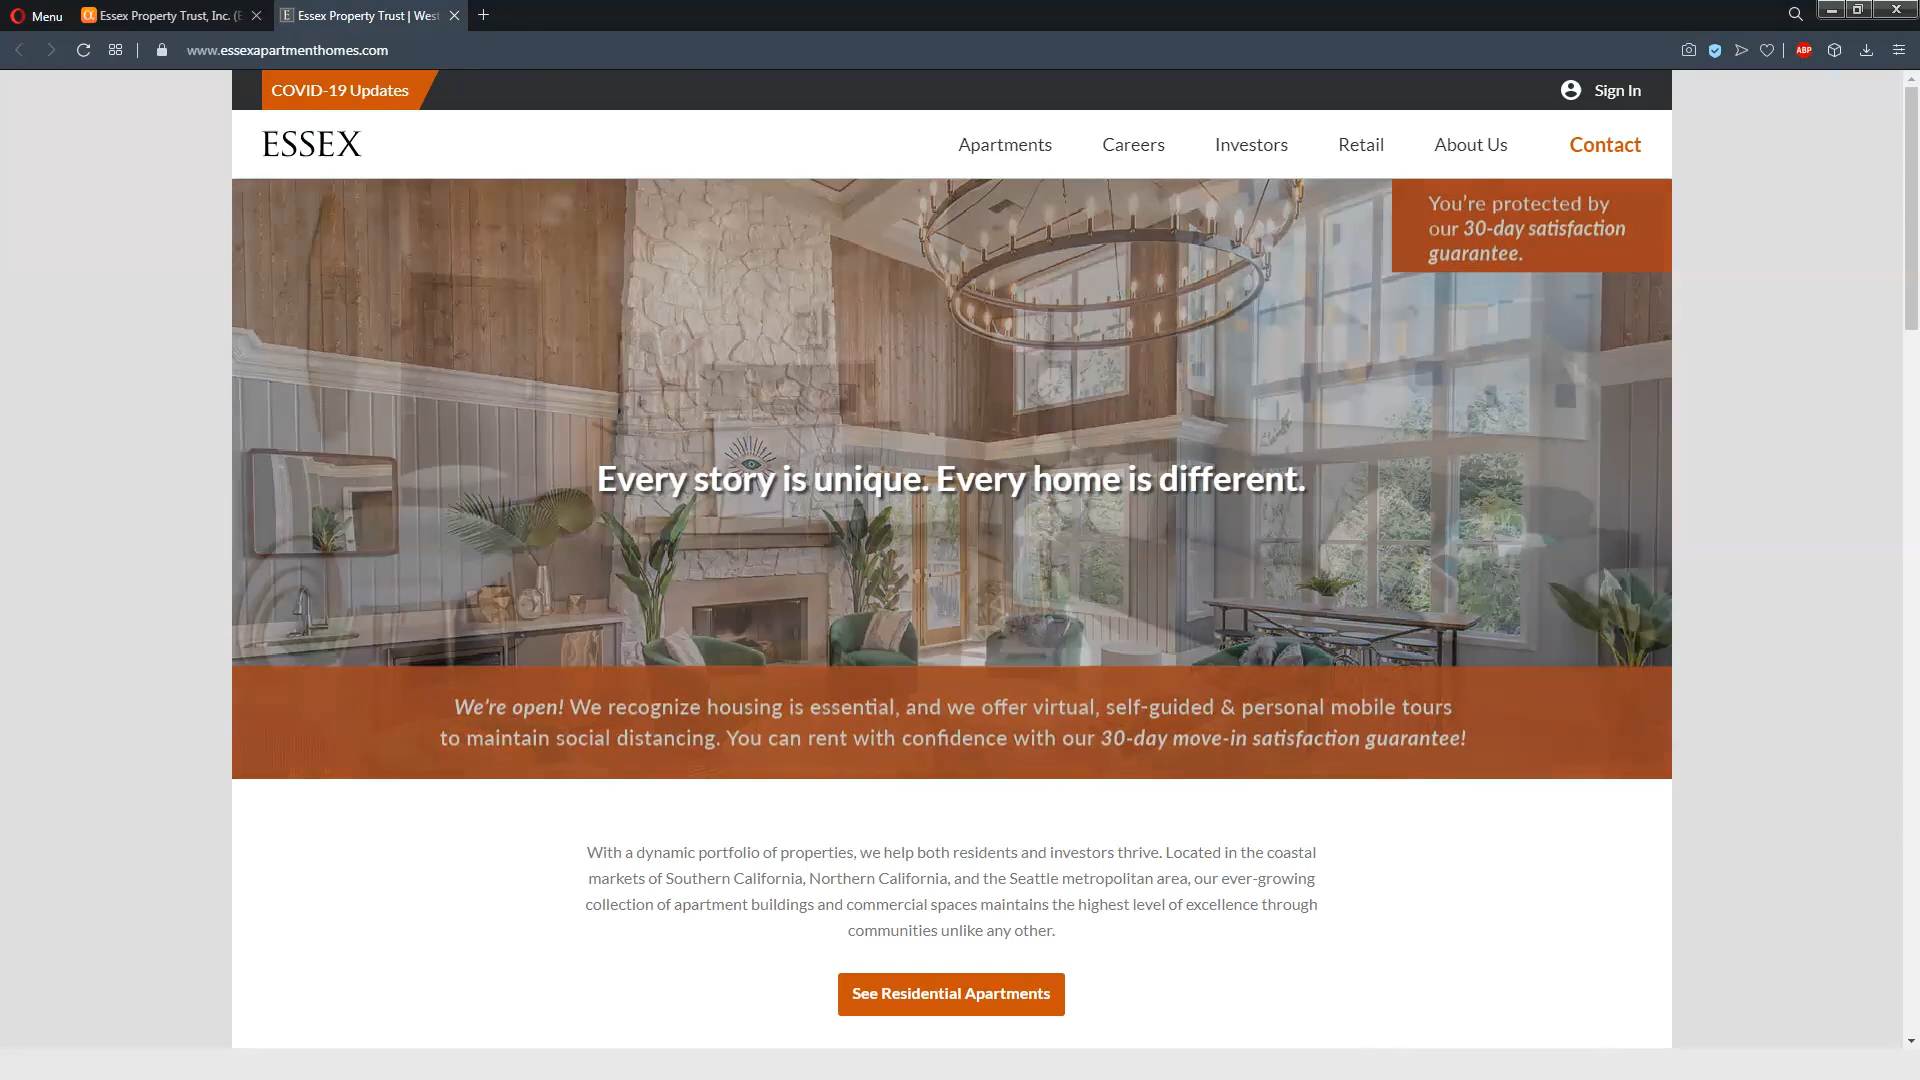 Menu
Essex Property Trust, Inc. (E
Essex Property Trust | West
www.essexapartmenthomes.com
ABP
COVID-19 Updates
Sign In
ESSEX
Apartments
Careers
Investors
Retail
About Us
Contact
You're protected by
our 30-day satisfaction
guarantee.
Every story is unique. Every home is different.
We're open! We recognize housing is essential, and we offer virtual, self-guided & personal mobile tours
to maintain social distancing. You can rent with confidence with our 30-day move-in satisfaction guarantee!
With a dynamic portfolio of properties, we help both residents and investors thrive. Located in the coastal
markets of Southern California, Northern California, and the Seattle metropolitan area, our ever-growing
collection of apartment buildings and commercial spaces maintains the highest level of excellence through
communities unlike any other.
See Residential Apartments